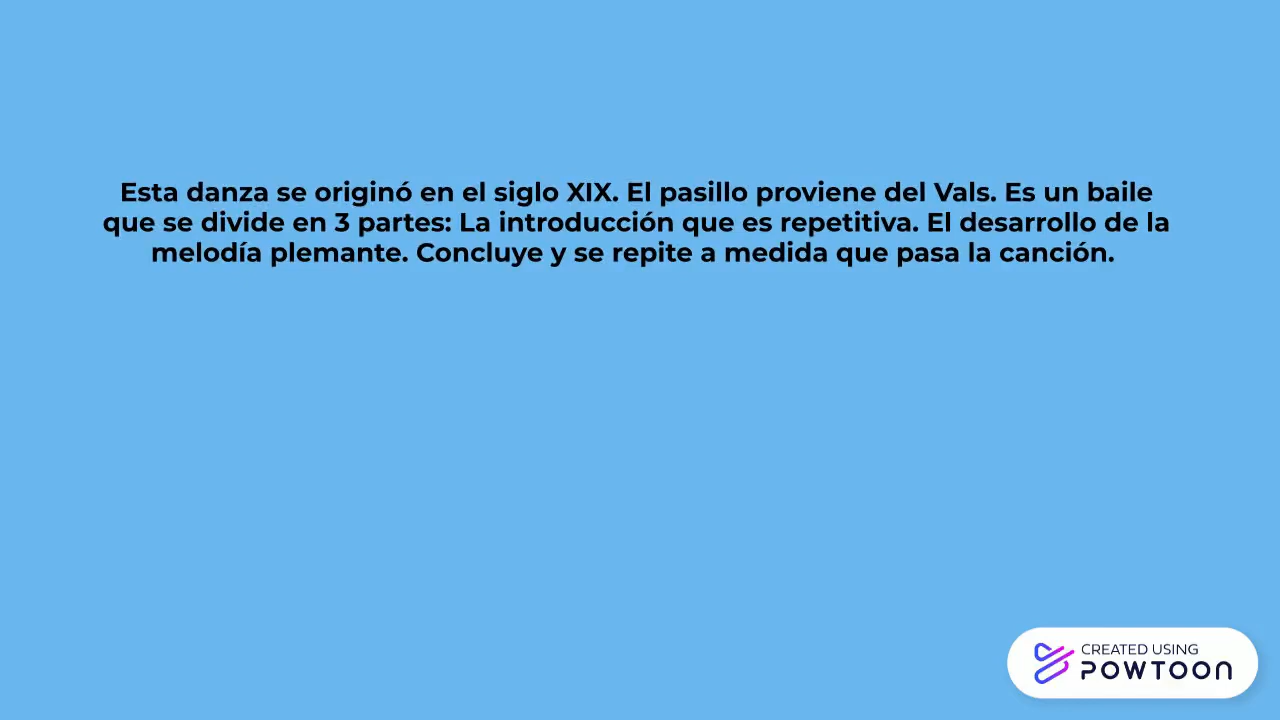 Esta danza se originó en el siglo XIX. El pasillo proviene del Vals. Es un baile
que se divide en 3 partes: La introducción que es repetitiva. El desarrollo de la
melodía plemante. Concluye y se repite a medida que pasa la canción.
CREATED USING
POWTOON